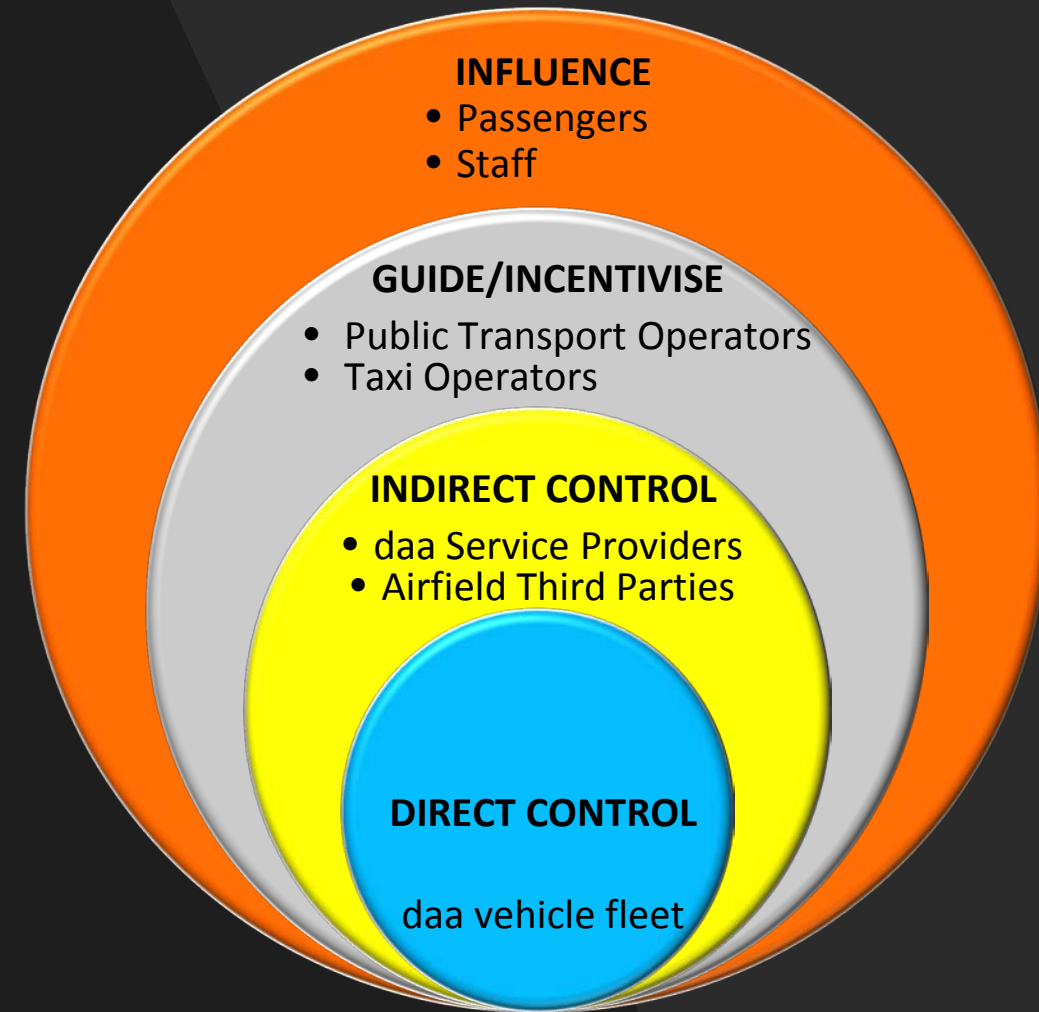 INFLUENCE
• Passengers
• Staff
GUIDE/INCENTIVISE
• Public Transport Operators
• Taxi Operators
INDIRECT CONTROL
• daa Service Providers
• Airfield Third Parties
DIRECT CONTROL
daa vehicle fleet